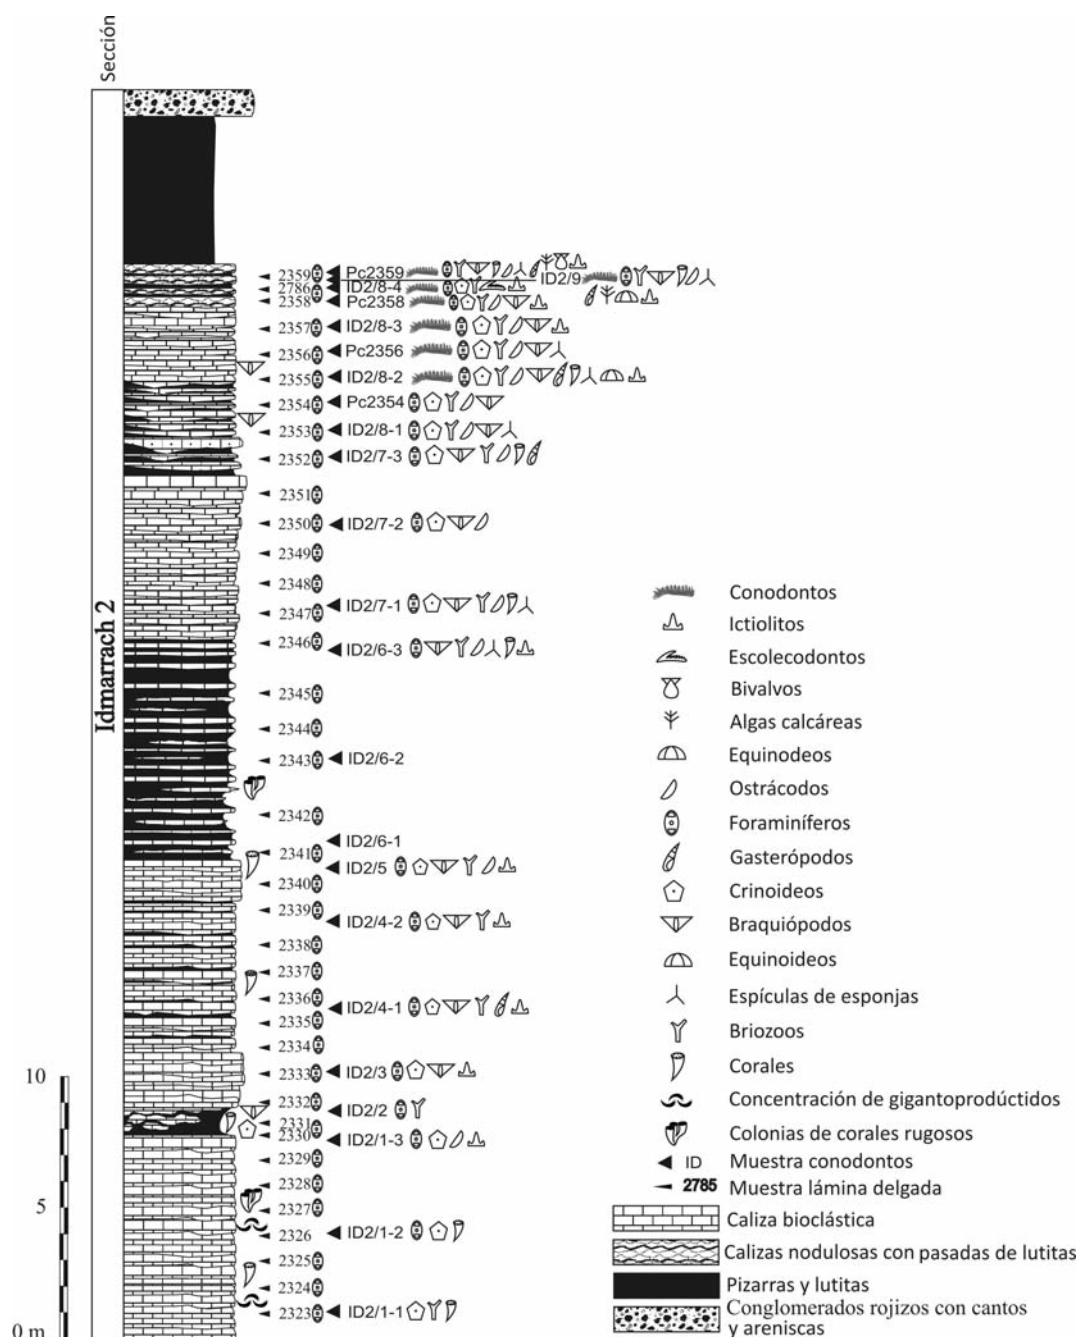 Sección
Idmarrach 2
2359 Pc2359
ID2/9
2786 ID2/8-4
2358 Pc2358
2357 ID2/8-3
2356 Pc2356
2355 ID2/8-2
2354 Pc2354
2353 ID2/8-1
2352 ID2/7-3
2351
2350 ID2/7-2
2349
2348
2347 ID2/7-1
2346 ID2/6-3
2345
2344
2343 ID2/6-2
2342
ID2/6-1
2341
ID2/5
2340
2339
ID2/4-2
2338
2337
2336
ID2/4-1
2335
2334
2333 ID2/3
2332
ID2/2
2331
2330 ID2/1-3
2329
2328
2327
2326 ID2/1-2
2325
2324
2323 ID2/1-1
10
5
0 m
Conodontos
Ictiolitos
Escolecodontos
Bivalvos
Algas calcáreas
Equinodeos
Ostrácodos
Foraminíferos
Gasterópodos
Crinoideos
Braquiópodos
Equinoideos
Espículas de esponjas
Briozoos
Corales
Concentración de gigantoprodúctidos
Colonias de corales rugosos
ID Muestra conodontos
2785 Muestra lámina delgada
Caliza bioclástica
Calizas nodulosas con pasadas de lutitas
Pizarras y lutitas
Conglomerados rojizos con cantos
y areniscas